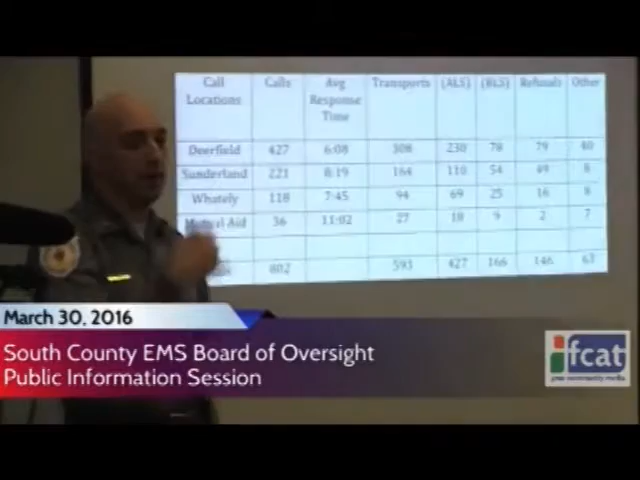 Call Locations Calls Avg Response Time Transports (ALS) (BLS) Refusals Other
Deerfield 427 6:08 308 230 78 79 40
Sunderland 221 8:19 164 110 54 49 8
Whately 118 7:45 94 69 25 16 8
Mutual Aid 36 11:02 27 18 9 2 7
802 593 427 166 146 63
March 30, 2016
South County EMS Board of Oversight
Public Information Session
fcat